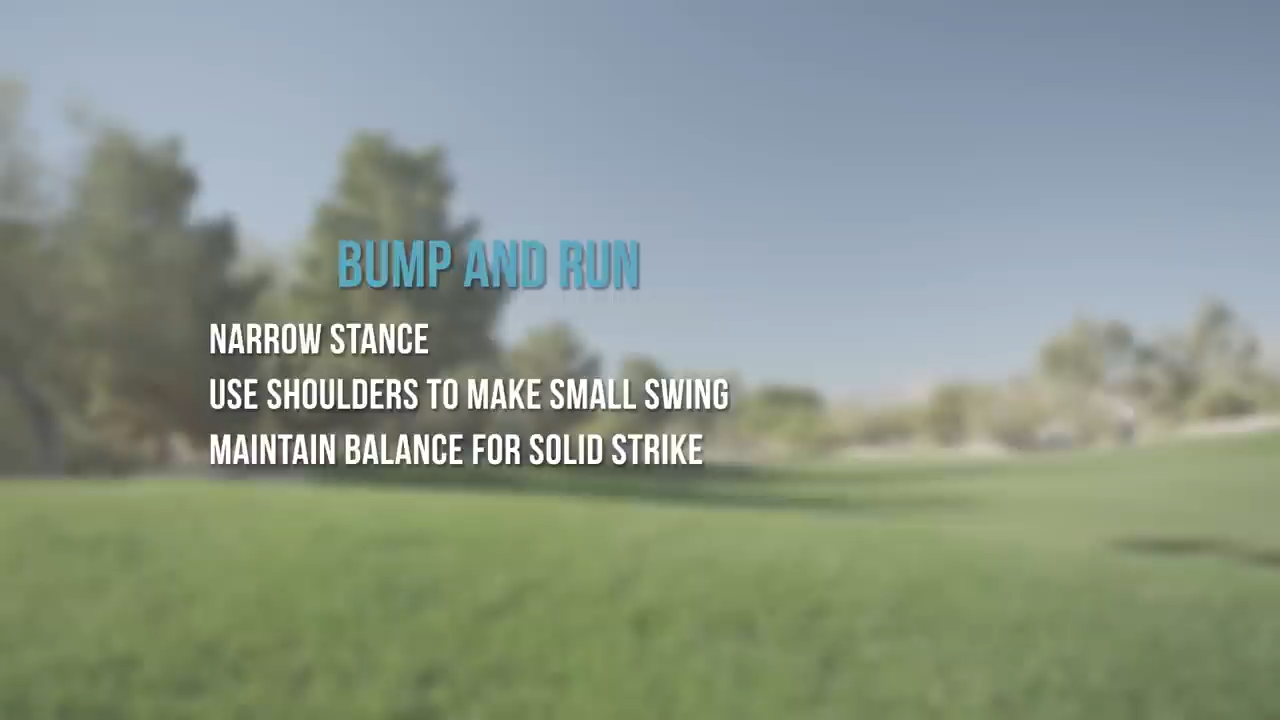 BUMP AND RUN
NARROW STANCE
USE SHOULDERS TO MAKE SMALL SWING
MAINTAIN BALANCE FOR SOLID STRIKE